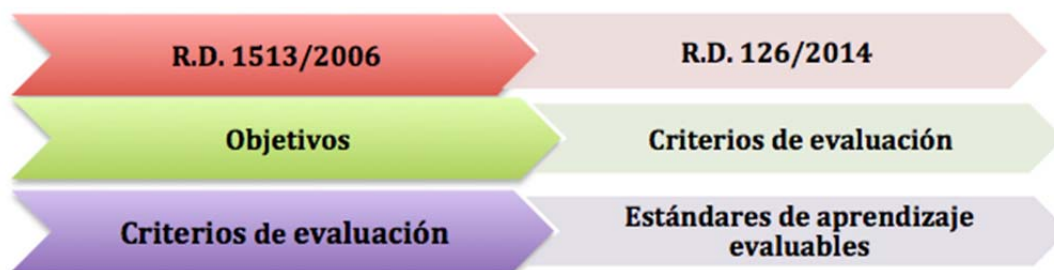 R.D. 1513/2006
R.D. 126/2014
Objetivos
Criterios de evaluación
Criterios de evaluación
Estándares de aprendizaje
evaluables